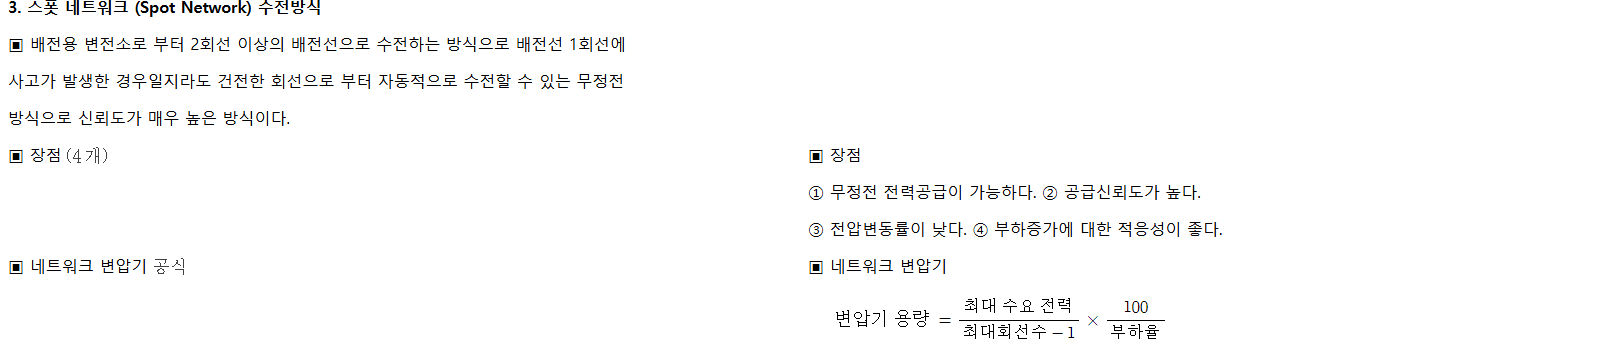 3. 스폿 네트워크 (Spot Network) 수전방식
▣ 배전용 변전소로 부터 2회선 이상의 배전선으로 수전하는 방식으로 배전선 1회선에
사고가 발생한 경우일지라도 건전한 회선으로 부터 자동적으로 수전할 수 있는 무정전
방식으로 신뢰도가 매우 높은 방식이다.
▣ 장점 (4개)
▣ 네트워크 변압기 공식
▣ 장점
① 무정전 전력공급이 가능하다. ② 공급신뢰도가 높다.
③ 전압변동률이 낮다. ④ 부하증가에 대한 적응성이 좋다.
▣ 네트워크 변압기
변압기 용량 = 최대 수요 전력 / 최대회선수 − 1 × 100 / 부하율